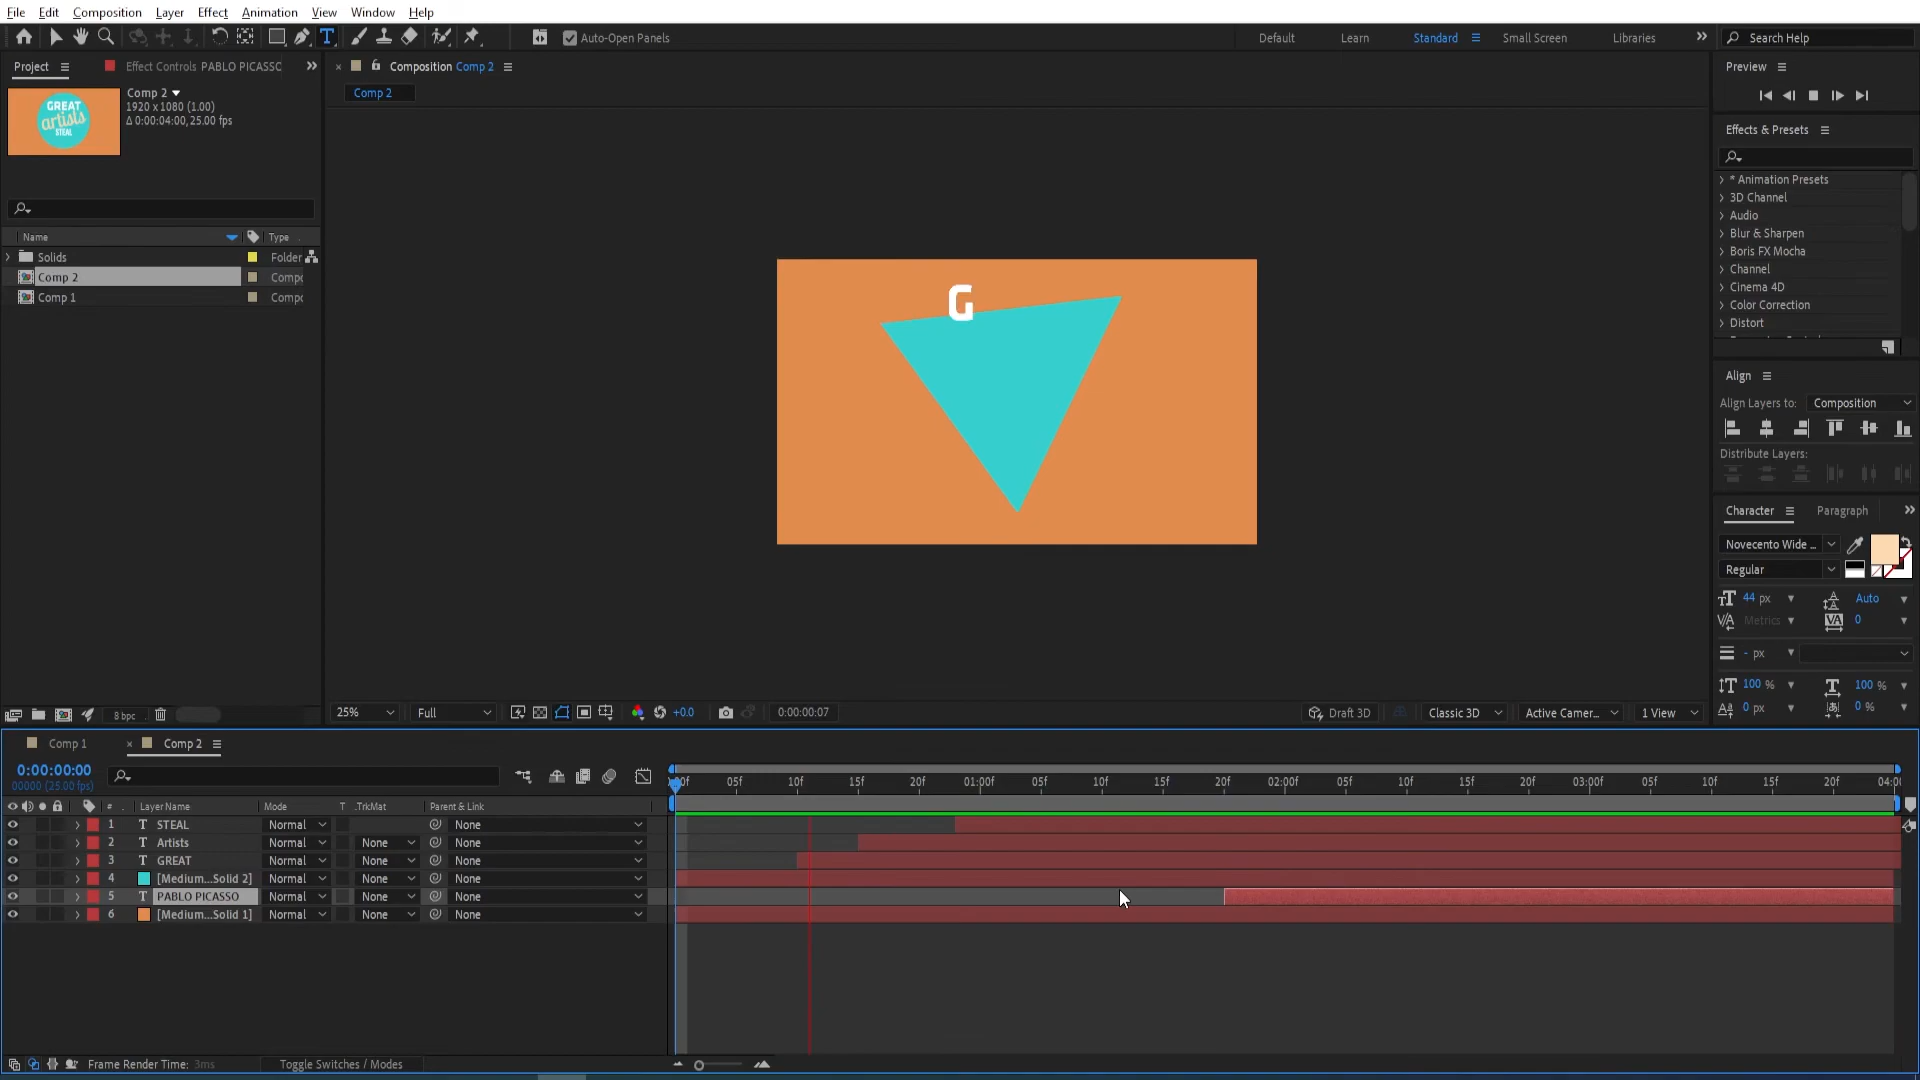 File Edit Composition Layer Effect Animation View Window Help
Auto-Open Panels
Default Learn Standard Small Screen Libraries
Search Help
Project
Effect Controls PABLO PICASSO
Comp 2
1920 x 1080 (1.00)
Δ 0:00:04:00, 25.00 fps
GREAT
artists
STEAL
Name Type
Solids Folder
Comp 2 Compo
Comp 1 Compo
8 bpc
Composition Comp 2
Comp 2
G
25% Full +0.0 0:00:00:07 Draft 3D Classic 3D Active Camer... 1 View
Preview
Effects & Presets
* Animation Presets
3D Channel
Audio
Blur & Sharpen
Boris FX Mocha
Channel
Cinema 4D
Color Correction
Distort
Align
Align Layers to: Composition
Distribute Layers:
Character Paragraph
Novecento Wide ...
Regular
44 px Auto
Metrics 0
- px
100 % 100 %
0 px 0 %
Comp 1 Comp 2
0:00:00:00
00000 (25.00 fps)
05f 10f 15f 20f 01:00f 05f 10f 15f 20f 02:00f 05f 10f 15f 20f 03:00f 05f 10f 15f 20f 04:0
# Layer Name Mode T .TrkMat Parent & Link
1 T STEAL Normal None
2 T Artists Normal None None
3 T GREAT Normal None None
4 [Medium...Solid 2] Normal None None
5 T PABLO PICASSO Normal None None
6 [Medium...Solid 1] Normal None None
Frame Render Time: 3ms Toggle Switches / Modes